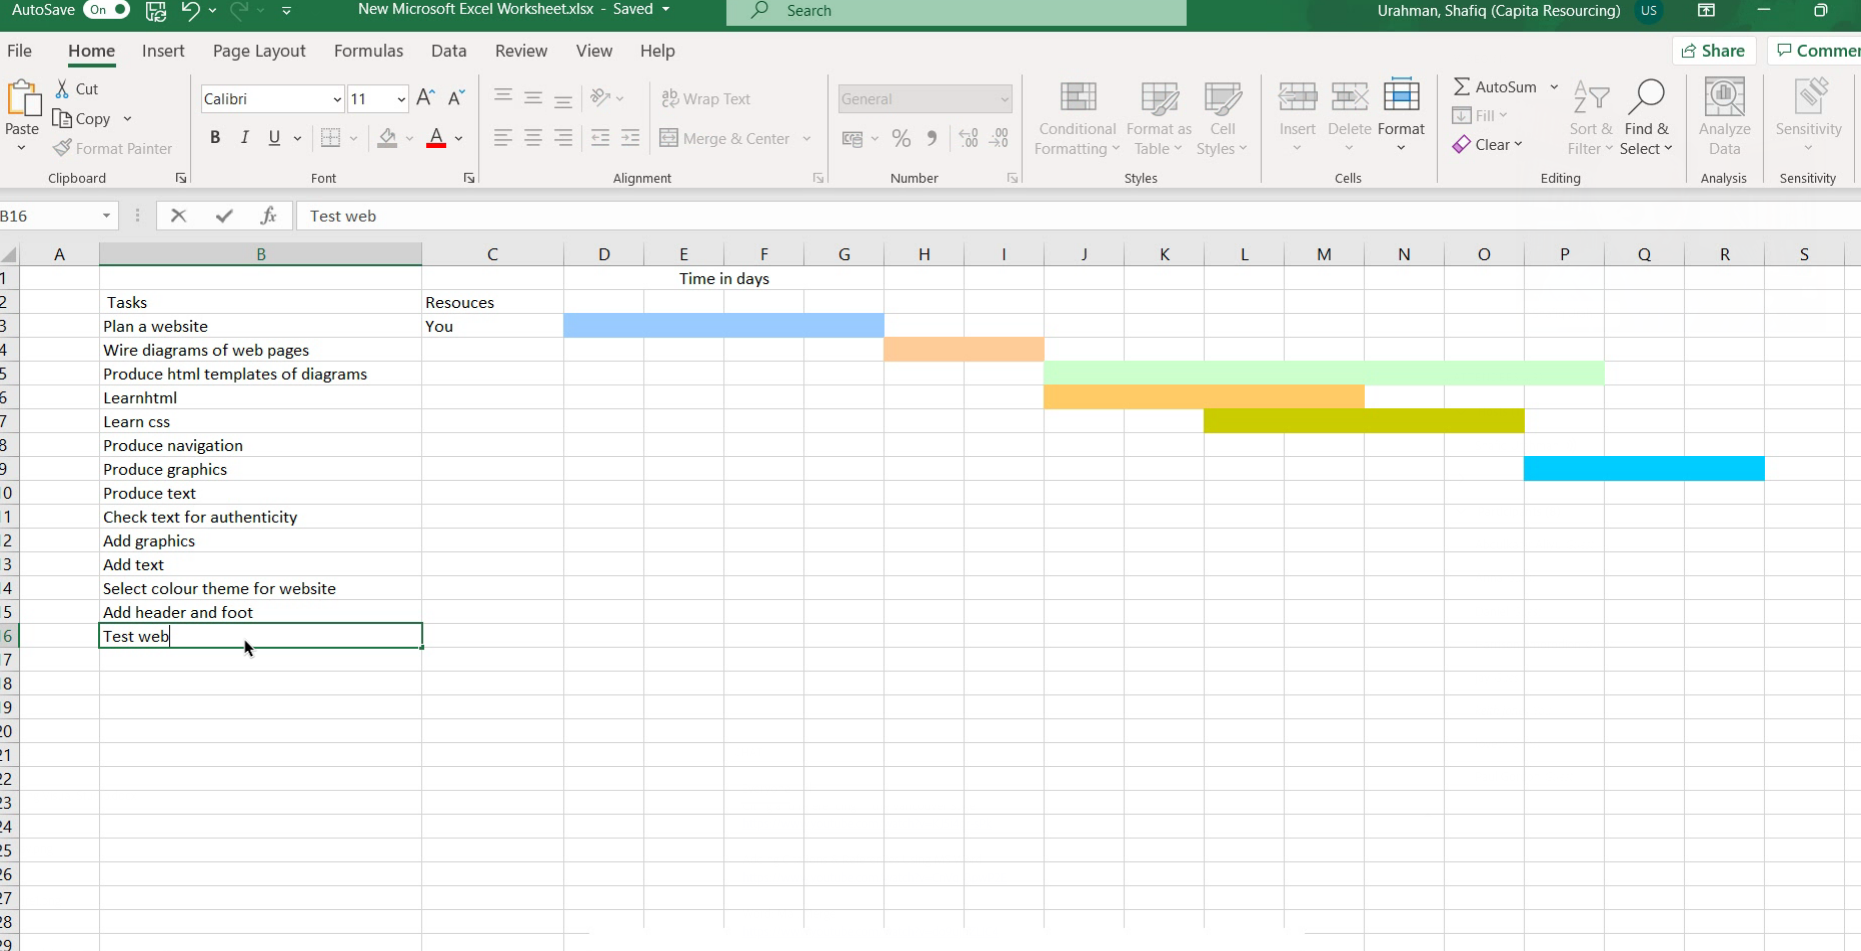 AutoSave On New Microsoft Excel Worksheet.xlsx - Saved Search Urahman, Shafiq (Capita Resourcing) US
File Home Insert Page Layout Formulas Data Review View Help Share Commer
Paste Cut Copy Format Painter Clipboard
Calibri 11 B I U A Font
Wrap Text Merge & Center Alignment
General % Number
Conditional Formatting Format as Table Cell Styles Styles
Insert Delete Format Cells
AutoSum Fill Clear Sort & Filter Find & Select Editing
Analyze Data Analysis
Sensitivity Sensitivity
B16 fx Test web
A B C D E F G H I J K L M N O P Q R S
1 Time in days
2 Tasks Resouces
3 Plan a website You
4 Wire diagrams of web pages
5 Produce html templates of diagrams
6 Learnhtml
7 Learn css
8 Produce navigation
9 Produce graphics
10 Produce text
11 Check text for authenticity
12 Add graphics
13 Add text
14 Select colour theme for website
15 Add header and foot
16 Test web
17
18
19
20
21
22
23
24
25
26
27
28
29